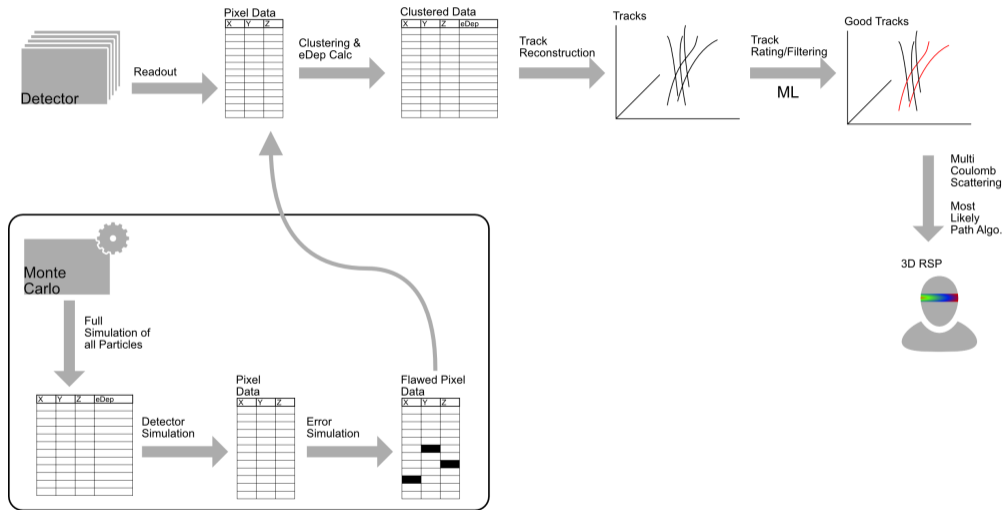 Detector
Readout
Pixel Data
X Y Z
Clustering &
eDep Calc
Clustered Data
X Y Z eDep
Track
Reconstruction
Tracks
Track
Rating/Filtering
ML
Good Tracks
Multi
Coulomb
Scattering
Most
Likely
Path Algo.
3D RSP
Monte
Carlo
Full
Simulation of
all Particles
X Y Z eDep
Detector
Simulation
Pixel
Data
X Y Z
Error
Simulation
Flawed Pixel
Data
X Y Z